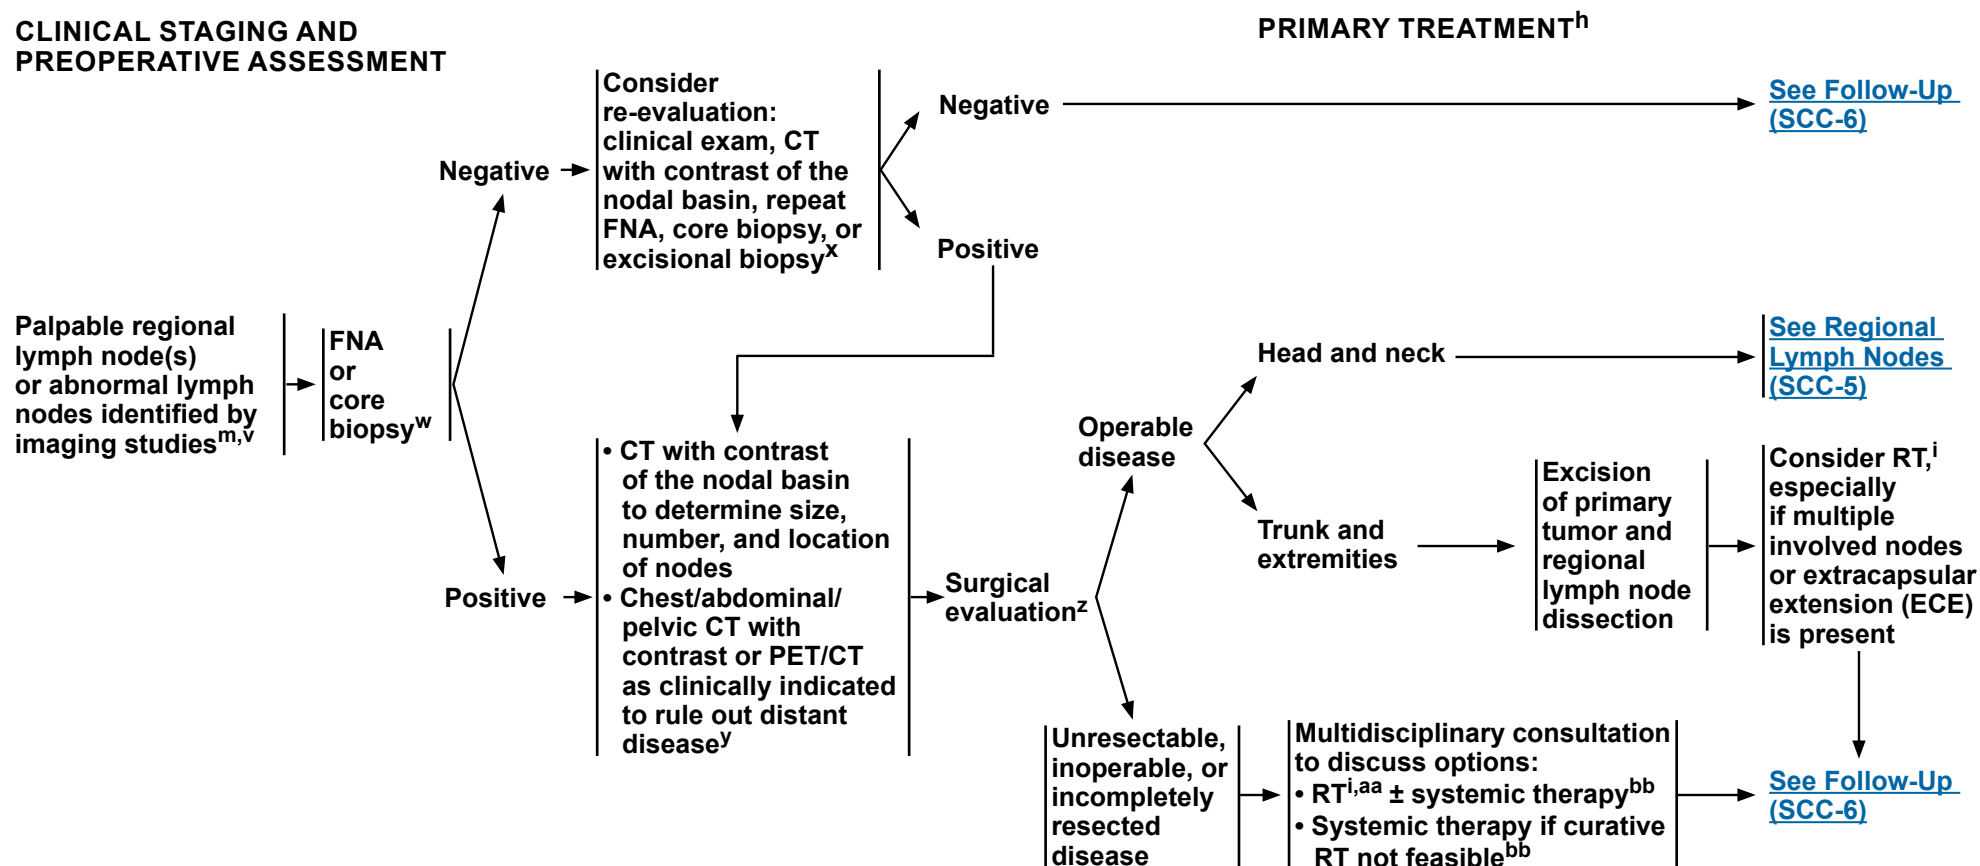 CLINICAL STAGING AND
PREOPERATIVE ASSESSMENT
PRIMARY TREATMENTh
Palpable regional
lymph node(s)
or abnormal lymph
nodes identified by
imaging studiesm,v
FNA
or
core
biopsyw
Negative
Consider
re-evaluation:
clinical exam, CT
with contrast of the
nodal basin, repeat
FNA, core biopsy, or
excisional biopsyx
Negative
See Follow-Up
(SCC-6)
Positive
Positive
• CT with contrast
of the nodal basin
to determine size,
number, and location
of nodes
• Chest/abdominal/
pelvic CT with
contrast or PET/CT
as clinically indicated
to rule out distant
diseasey
Surgical
evaluationz
Operable
disease
Head and neck
See Regional
Lymph Nodes
(SCC-5)
Trunk and
extremities
Excision
of primary
tumor and
regional
lymph node
dissection
Consider RT,i
especially
if multiple
involved nodes
or extracapsular
extension (ECE)
is present
Unresectable,
inoperable, or
incompletely
resected
disease
Multidisciplinary consultation
to discuss options:
• RTi,aa ± systemic therapybb
• Systemic therapy if curative
RT not feasiblebb
See Follow-Up
(SCC-6)